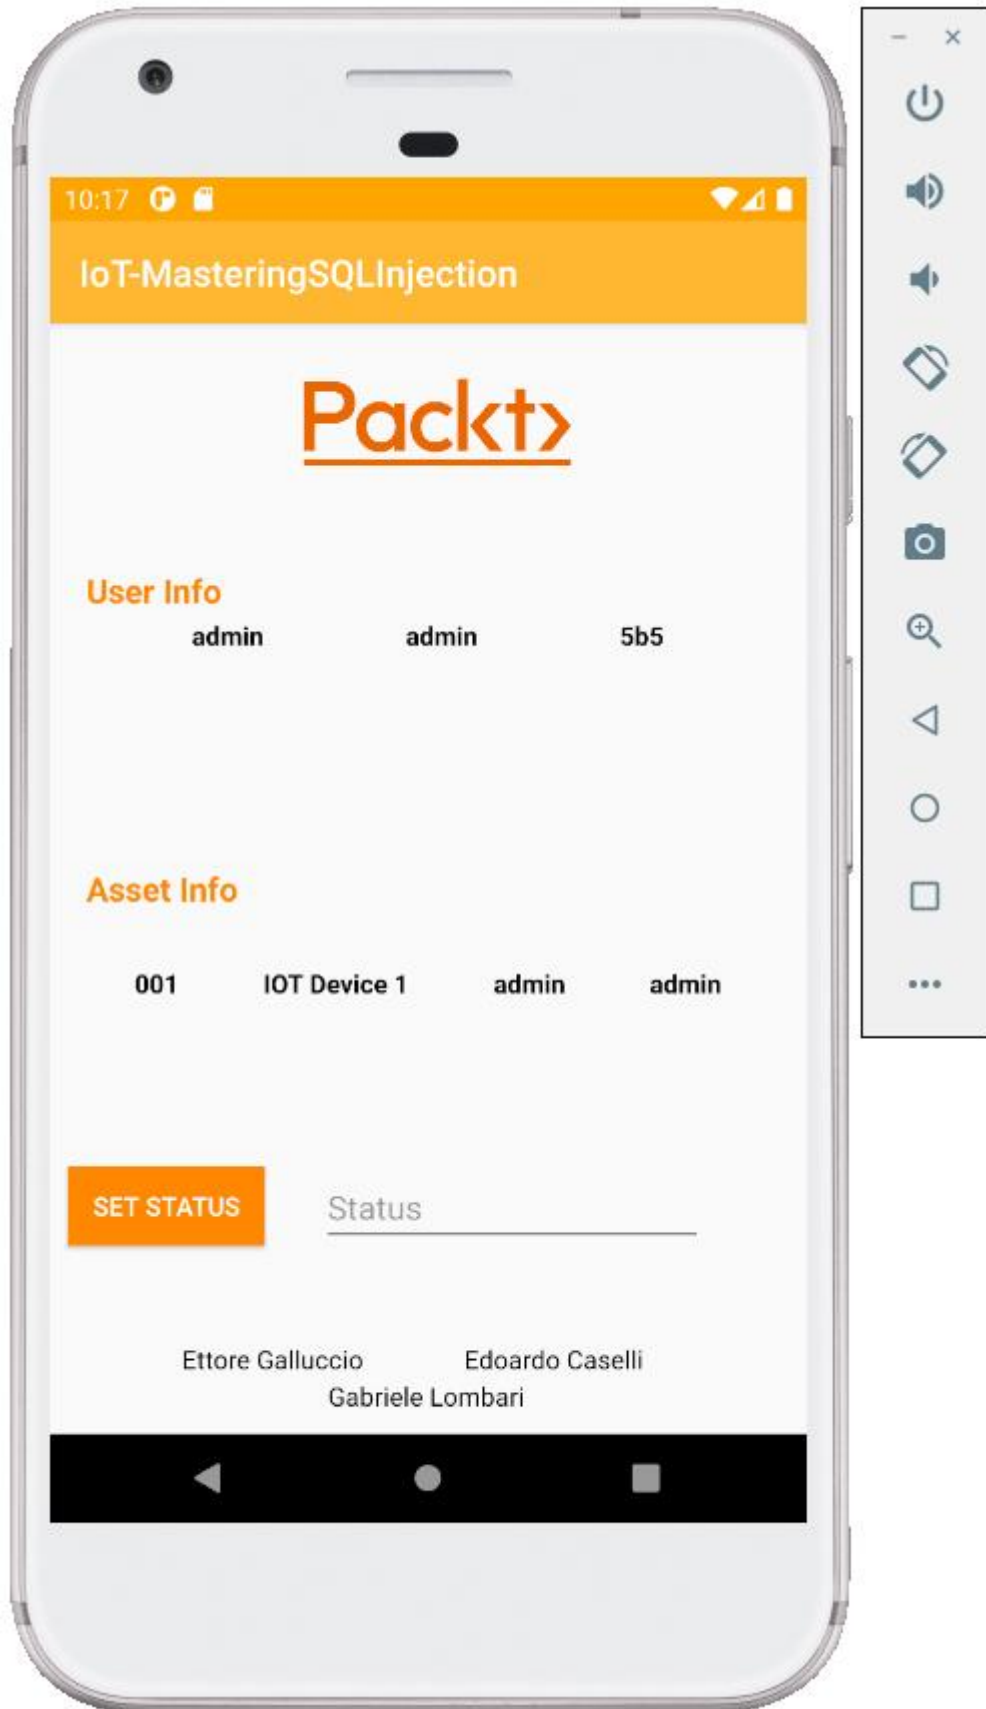 10:17
IoT-MasteringSQLInjection
Packt>
User Info
admin admin 5b5
Asset Info
001 IOT Device 1 admin admin
SET STATUS Status
Ettore Galluccio Edoardo Caselli
Gabriele Lombari